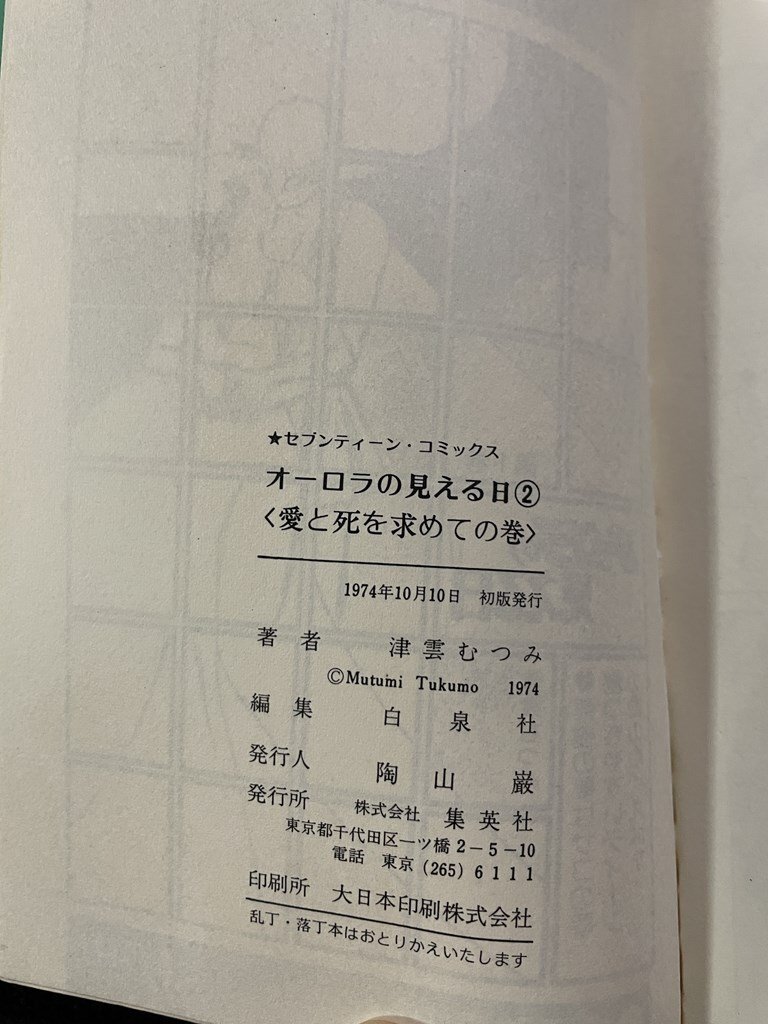 ★セブンティーン・コミックス
オーロラの見える日②
〈愛と死を求めての巻〉
1974年10月10日　初版発行
著者　津雲むつみ
©Mutumi Tukumo 1974
編集　白泉社
発行人　陶山巌
発行所　株式会社 集英社
東京都千代田区一ツ橋2-5-10
電話 東京 (265) 6111
印刷所　大日本印刷株式会社
乱丁・落丁本はおとりかえいたします